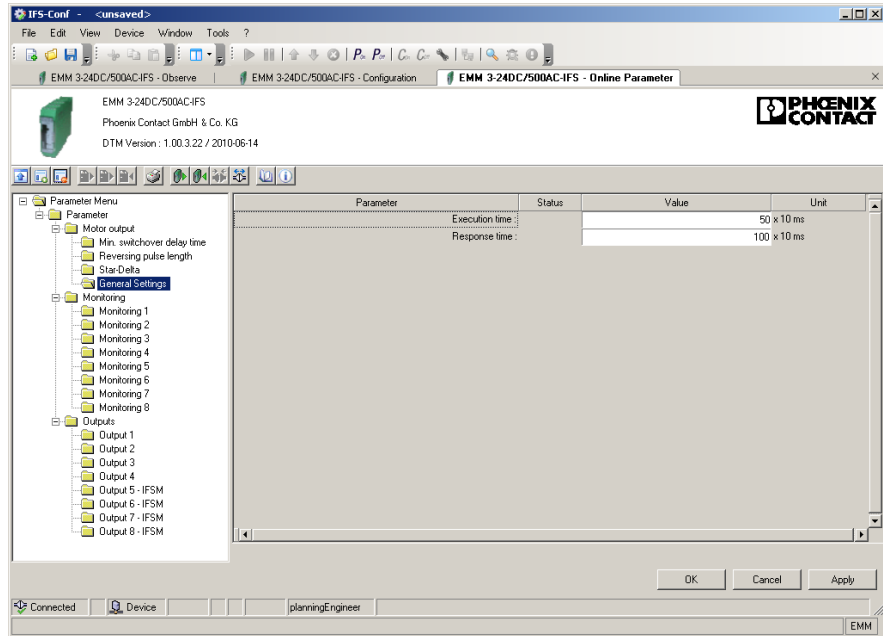 IFS-Conf - <unsaved>
File Edit View Device Window Tools ?
EMM 3-24DC/500AC-IFS - Observe
EMM 3-24DC/500AC-IFS - Configuration
EMM 3-24DC/500AC-IFS - Online Parameter
EMM 3-24DC/500AC-IFS
Phoenix Contact GmbH & Co. KG
DTM Version : 1.00.3.22 / 2010-06-14
PHŒNIX
CONTACT
Parameter Menu
Parameter
Motor output
Min. switchover delay time
Reversing pulse length
Star-Delta
General Settings
Monitoring
Monitoring 1
Monitoring 2
Monitoring 3
Monitoring 4
Monitoring 5
Monitoring 6
Monitoring 7
Monitoring 8
Outputs
Output 1
Output 2
Output 3
Output 4
Output 5 - IFSM
Output 6 - IFSM
Output 7 - IFSM
Output 8 - IFSM
Parameter Status Value Unit
Execution time : 50 x 10 ms
Response time : 100 x 10 ms
OK Cancel Apply
Connected Device planningEngineer
EMM